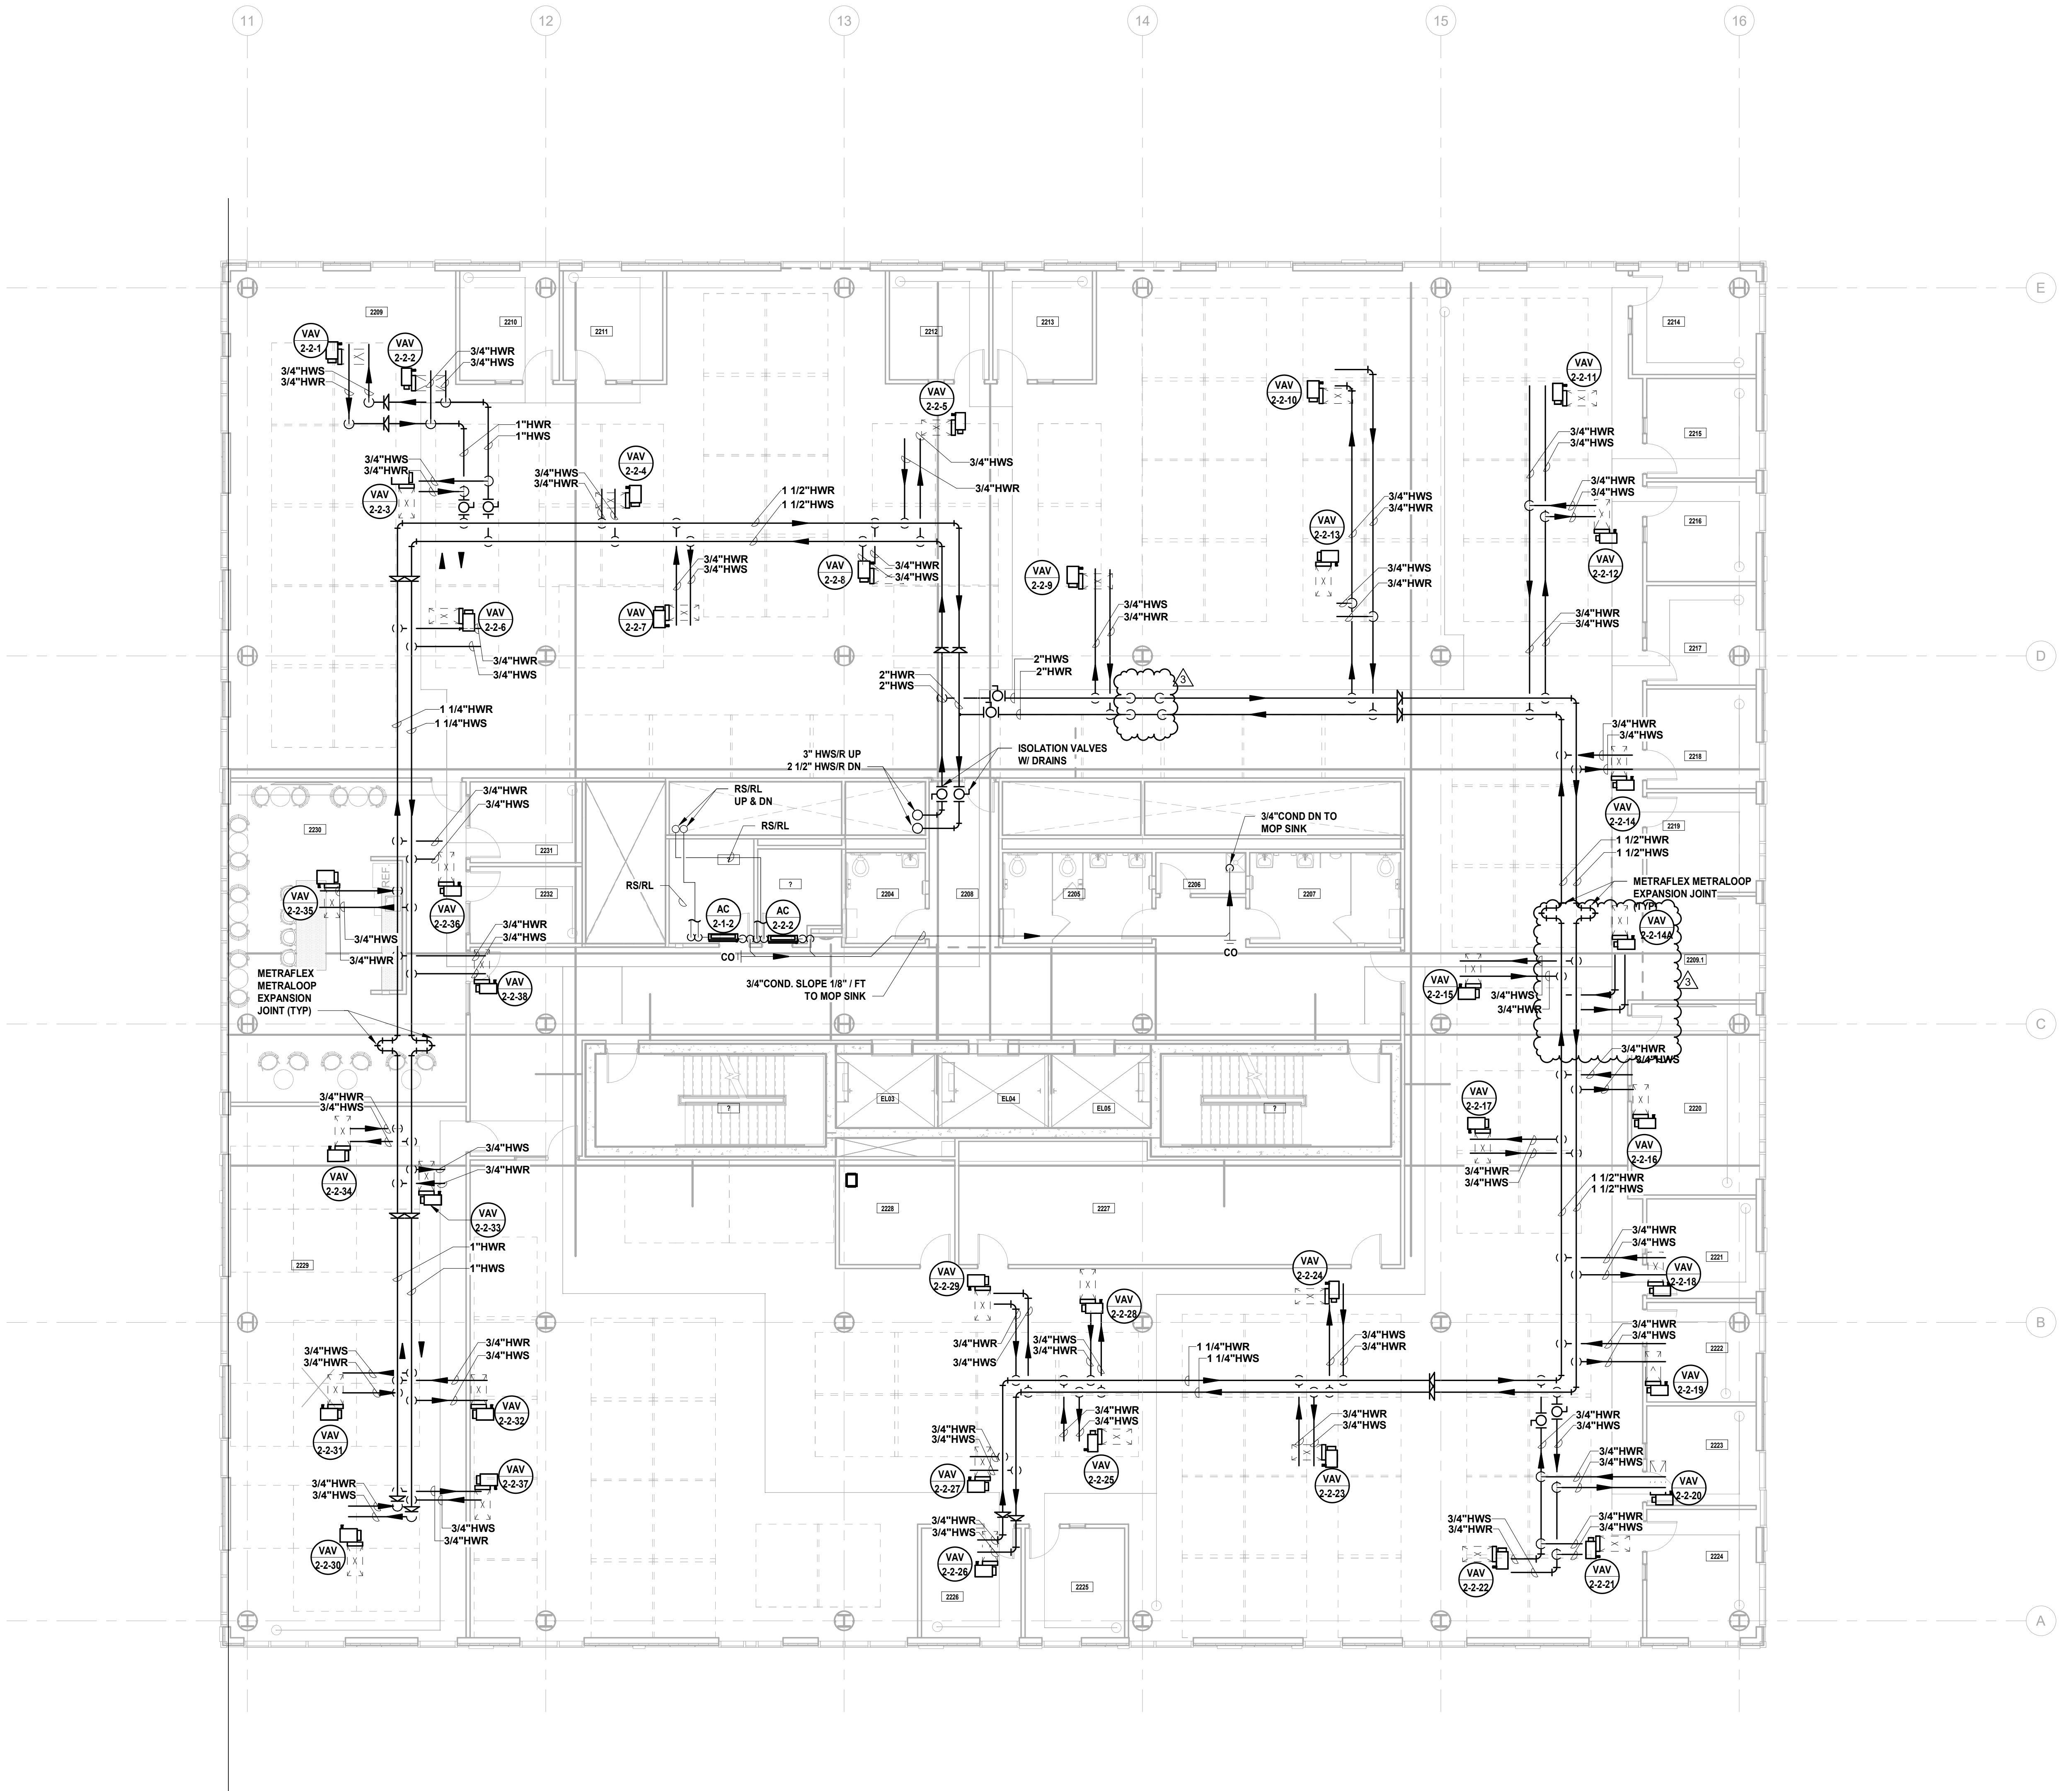 11
12
13
14
15
16
E
D
C
B
A
2209
2210
2211
2212
2213
2214
VAV
2-2-1
VAV
2-2-2
3/4"HWR
3/4"HWS
3/4"HWS
3/4"HWR
1"HWR
1"HWS
3/4"HWS
3/4"HWR
VAV
2-2-3
3/4"HWS
3/4"HWR
VAV
2-2-4
VAV
2-2-5
3/4"HWS
3/4"HWR
1 1/2"HWR
1 1/2"HWS
VAV
2-2-10
VAV
2-2-11
2215
3/4"HWR
3/4"HWS
3/4"HWR
3/4"HWS
2216
VAV
2-2-12
3/4"HWS
3/4"HWR
VAV
2-2-13
3/4"HWS
3/4"HWR
VAV
2-2-6
3/4"HWR
3/4"HWS
VAV
2-2-7
3/4"HWR
3/4"HWS
VAV
2-2-8
3/4"HWR
3/4"HWS
VAV
2-2-9
3/4"HWS
3/4"HWR
3/4"HWR
3/4"HWS
2217
2"HWS
2"HWR
2"HWR
2"HWS
3
1 1/4"HWR
1 1/4"HWS
3" HWS/R UP
2 1/2" HWS/R DN
ISOLATION VALVES
W/ DRAINS
3/4"HWR
3/4"HWS
2218
VAV
2-2-14
2219
RS/RL
UP & DN
RS/RL
3/4"COND DN TO
MOP SINK
1 1/2"HWR
1 1/2"HWS
3/4"HWR
3/4"HWS
2230
2231
2232
REF.
?
?
2204
2208
2205
2206
2207
RS/RL
METRAFLEX METRALOOP
EXPANSION JOINT
(TYP)
VAV
2-2-35
VAV
2-2-36
AC
2-1-2
AC
2-2-2
VAV
2-2-14A
2209.1
3
3/4"HWR
3/4"HWS
3/4"HWS
3/4"HWR
VAV
2-2-38
CO
CO
3/4"COND. SLOPE 1/8" / FT
TO MOP SINK
METRAFLEX
METRALOOP
EXPANSION
JOINT (TYP)
VAV
2-2-15
3/4"HWS
3/4"HWR
3/4"HWR
3/4"HWS
?
EL03
EL04
EL05
?
VAV
2-2-17
2220
VAV
2-2-16
3/4"HWR
3/4"HWS
3/4"HWR
3/4"HWS
VAV
2-2-34
3/4"HWS
3/4"HWR
VAV
2-2-33
2228
2227
1 1/2"HWR
1 1/2"HWS
3/4"HWR
3/4"HWS
2221
VAV
2-2-18
2229
1"HWR
1"HWS
VAV
2-2-29
VAV
2-2-28
VAV
2-2-24
3/4"HWR
3/4"HWS
3/4"HWS
3/4"HWR
1 1/4"HWR
1 1/4"HWS
3/4"HWS
3/4"HWR
3/4"HWR
3/4"HWS
2222
VAV
2-2-19
3/4"HWS
3/4"HWR
3/4"HWR
3/4"HWS
VAV
2-2-31
VAV
2-2-32
3/4"HWR
3/4"HWS
3/4"HWR
3/4"HWS
3/4"HWR
3/4"HWS
3/4"HWR
3/4"HWS
2223
VAV
2-2-27
VAV
2-2-25
VAV
2-2-23
3/4"HWR
3/4"HWS
VAV
2-2-20
3/4"HWR
3/4"HWS
VAV
2-2-37
3/4"HWS
3/4"HWR
VAV
2-2-30
3/4"HWR
3/4"HWS
VAV
2-2-26
2226
2225
3/4"HWS
3/4"HWR
3/4"HWR
3/4"HWS
VAV
2-2-22
VAV
2-2-21
2224